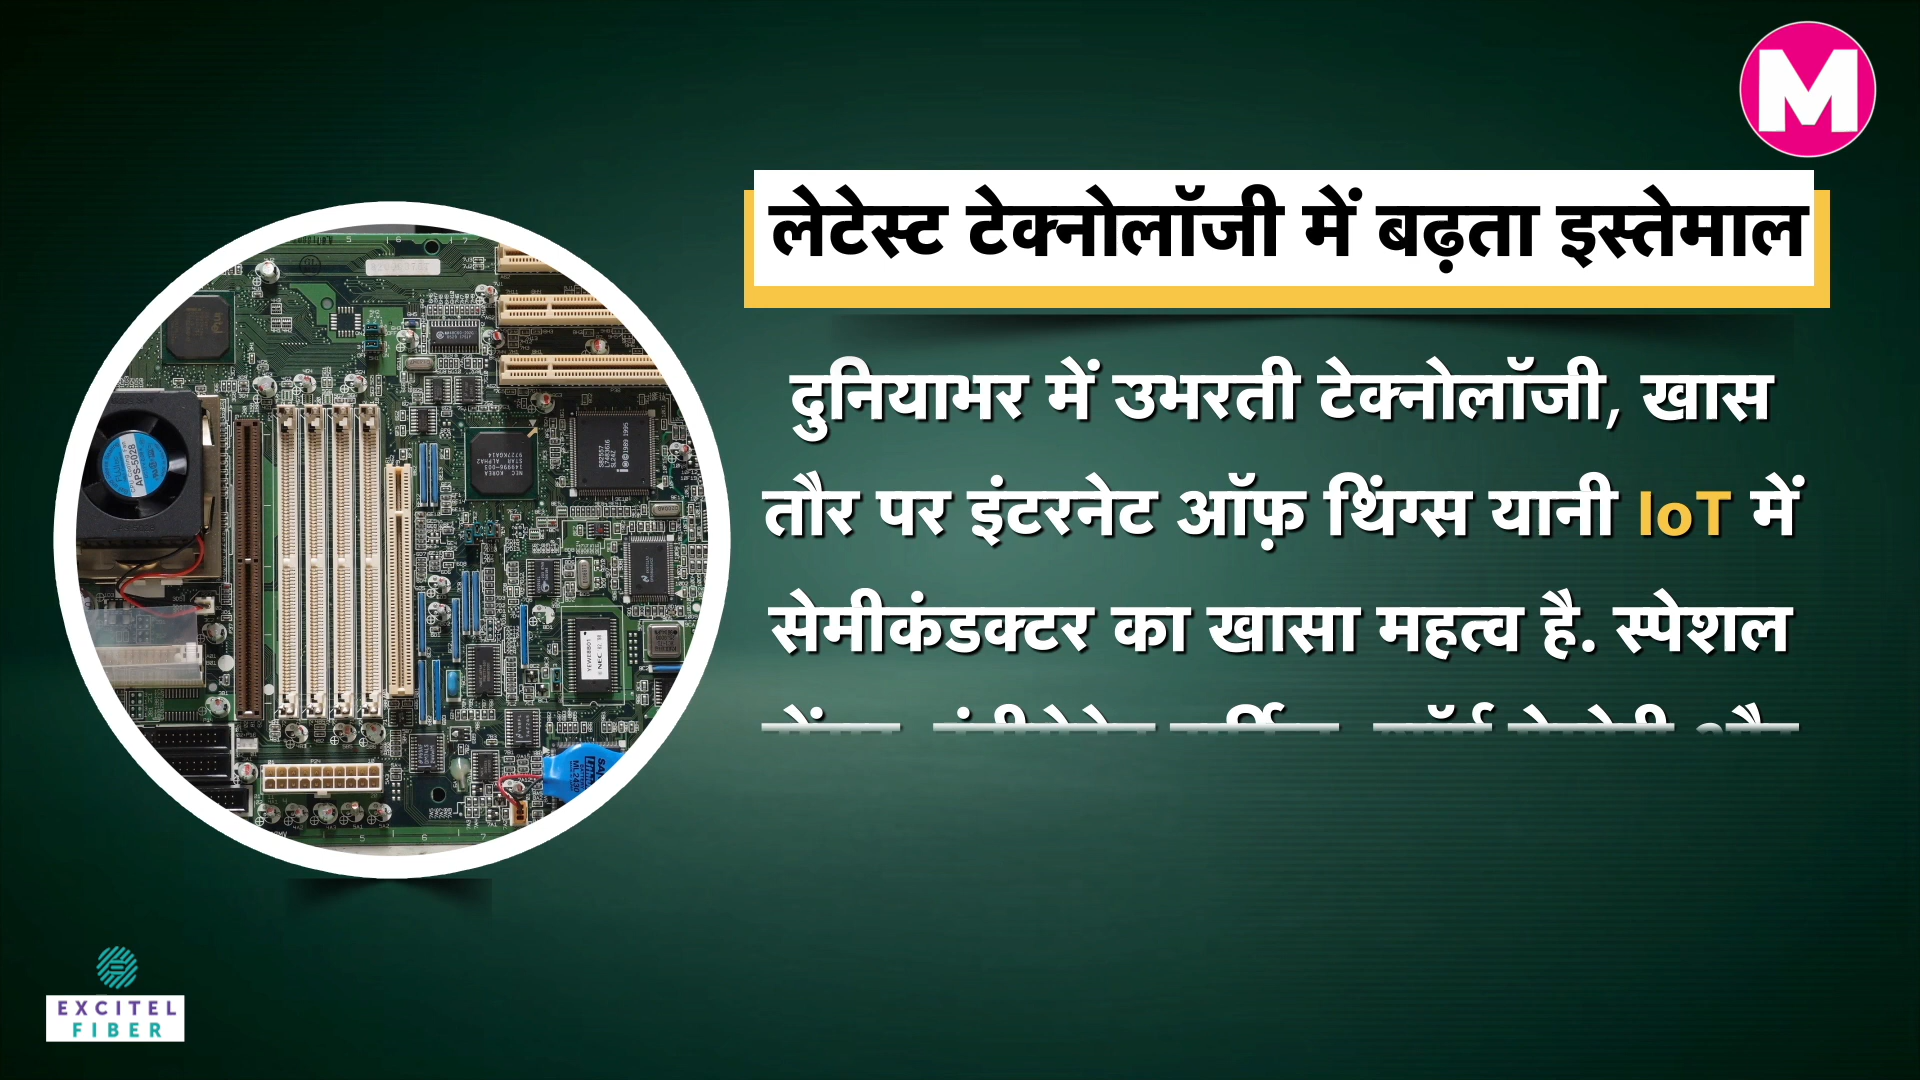 M
लेटेस्ट टेक्नोलॉजी में बढ़ता इस्तेमाल
दुनियाभर में उभरती टेक्नोलॉजी, खास
तौर पर इंटरनेट ऑफ़ थिंग्स यानी IoT में
सेमीकंडक्टर का खासा महत्व है. स्पेशल
EXCITEL
FIBER